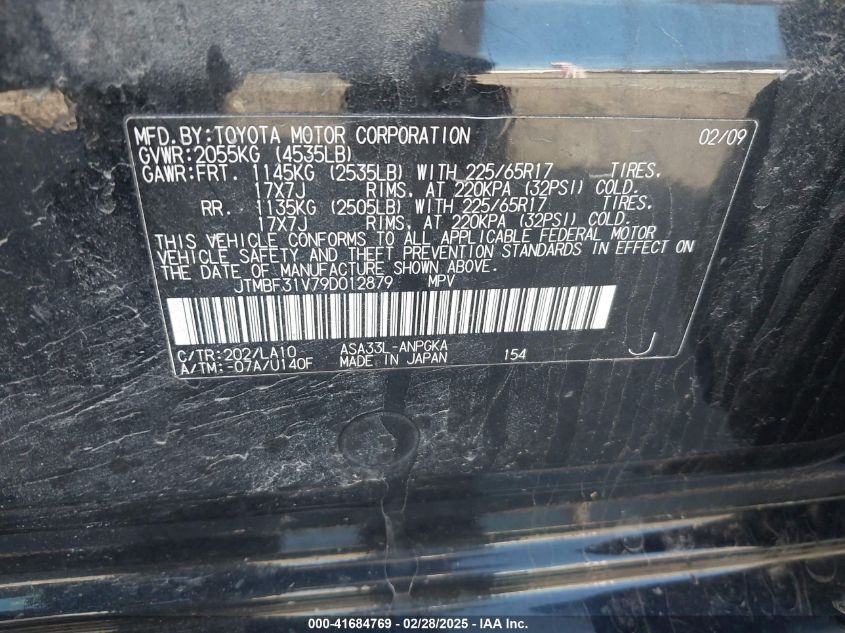 MFD.BY:TOYOTA MOTOR CORPORATION 02/09
GVWR:2055KG (4535LB)
GAWR:FRT. 1145KG (2535LB) WITH 225/65R17 TIRES.
17X7J RIMS, AT 220KPA (32PSI) COLD.
RR. 1135KG (2505LB) WITH 225/65R17 TIRES.
17X7J RIMS, AT 220KPA (32PSI) COLD.
THIS VEHICLE CONFORMS TO ALL APPLICABLE FEDERAL MOTOR
VEHICLE SAFETY AND THEFT PREVENTION STANDARDS IN EFFECT ON
THE DATE OF MANUFACTURE SHOWN ABOVE.
JTMBF31V79D012879 MPV
C/TR:202/LA10 ASA33L-ANPGKA
A/TM:-07A/U140F MADE IN JAPAN 154 J
000-41684769 - 02/28/2025 - IAA Inc.